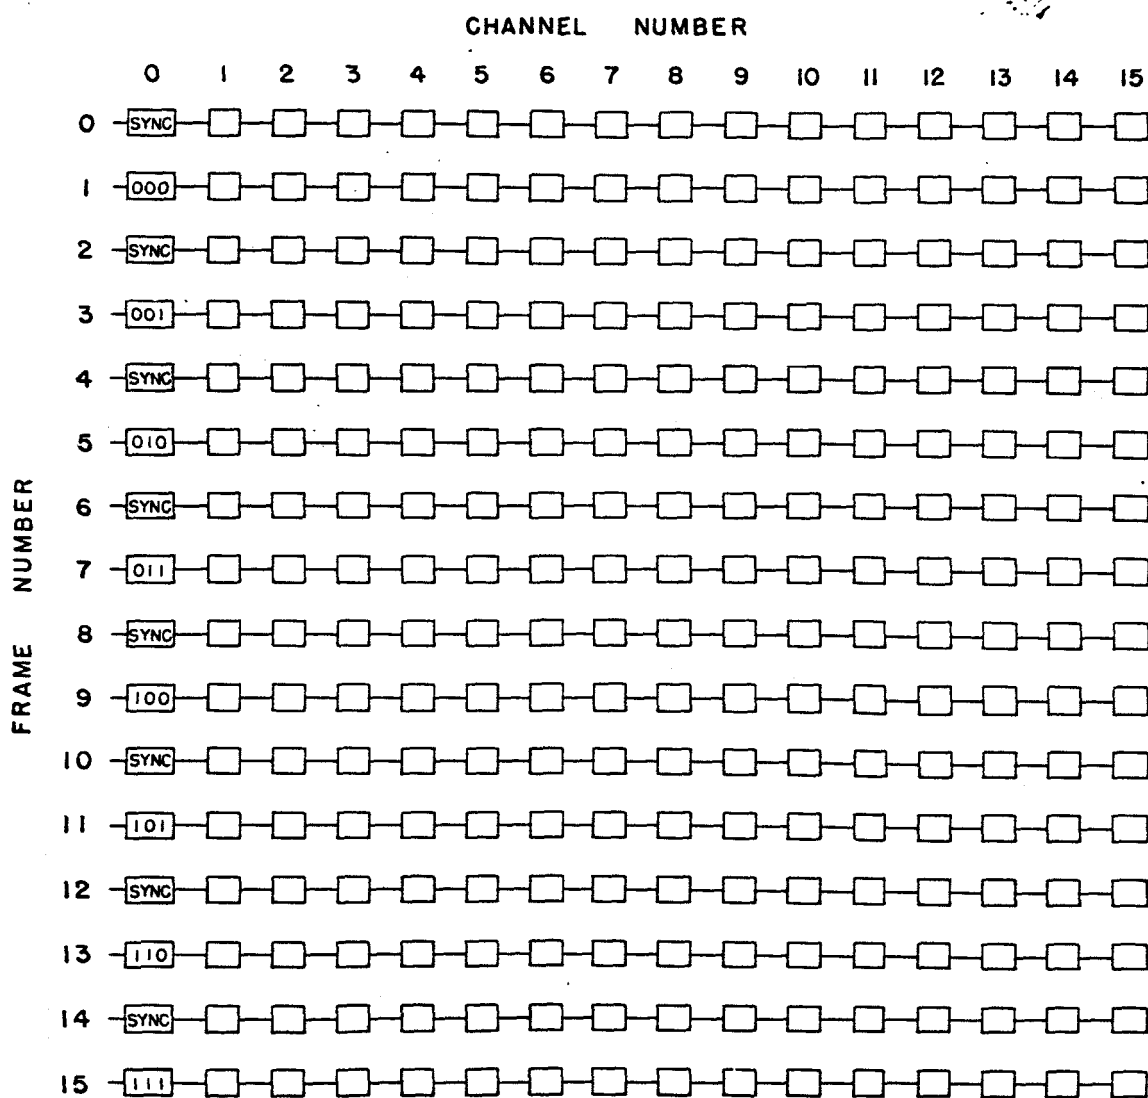 CHANNEL NUMBER
0 1 2 3 4 5 6 7 8 9 10 11 12 13 14 15
FRAME NUMBER
0 SYNC
1 000
2 SYNC
3 001
4 SYNC
5 010
6 SYNC
7 011
8 SYNC
9 100
10 SYNC
11 101
12 SYNC
13 110
14 SYNC
15 111